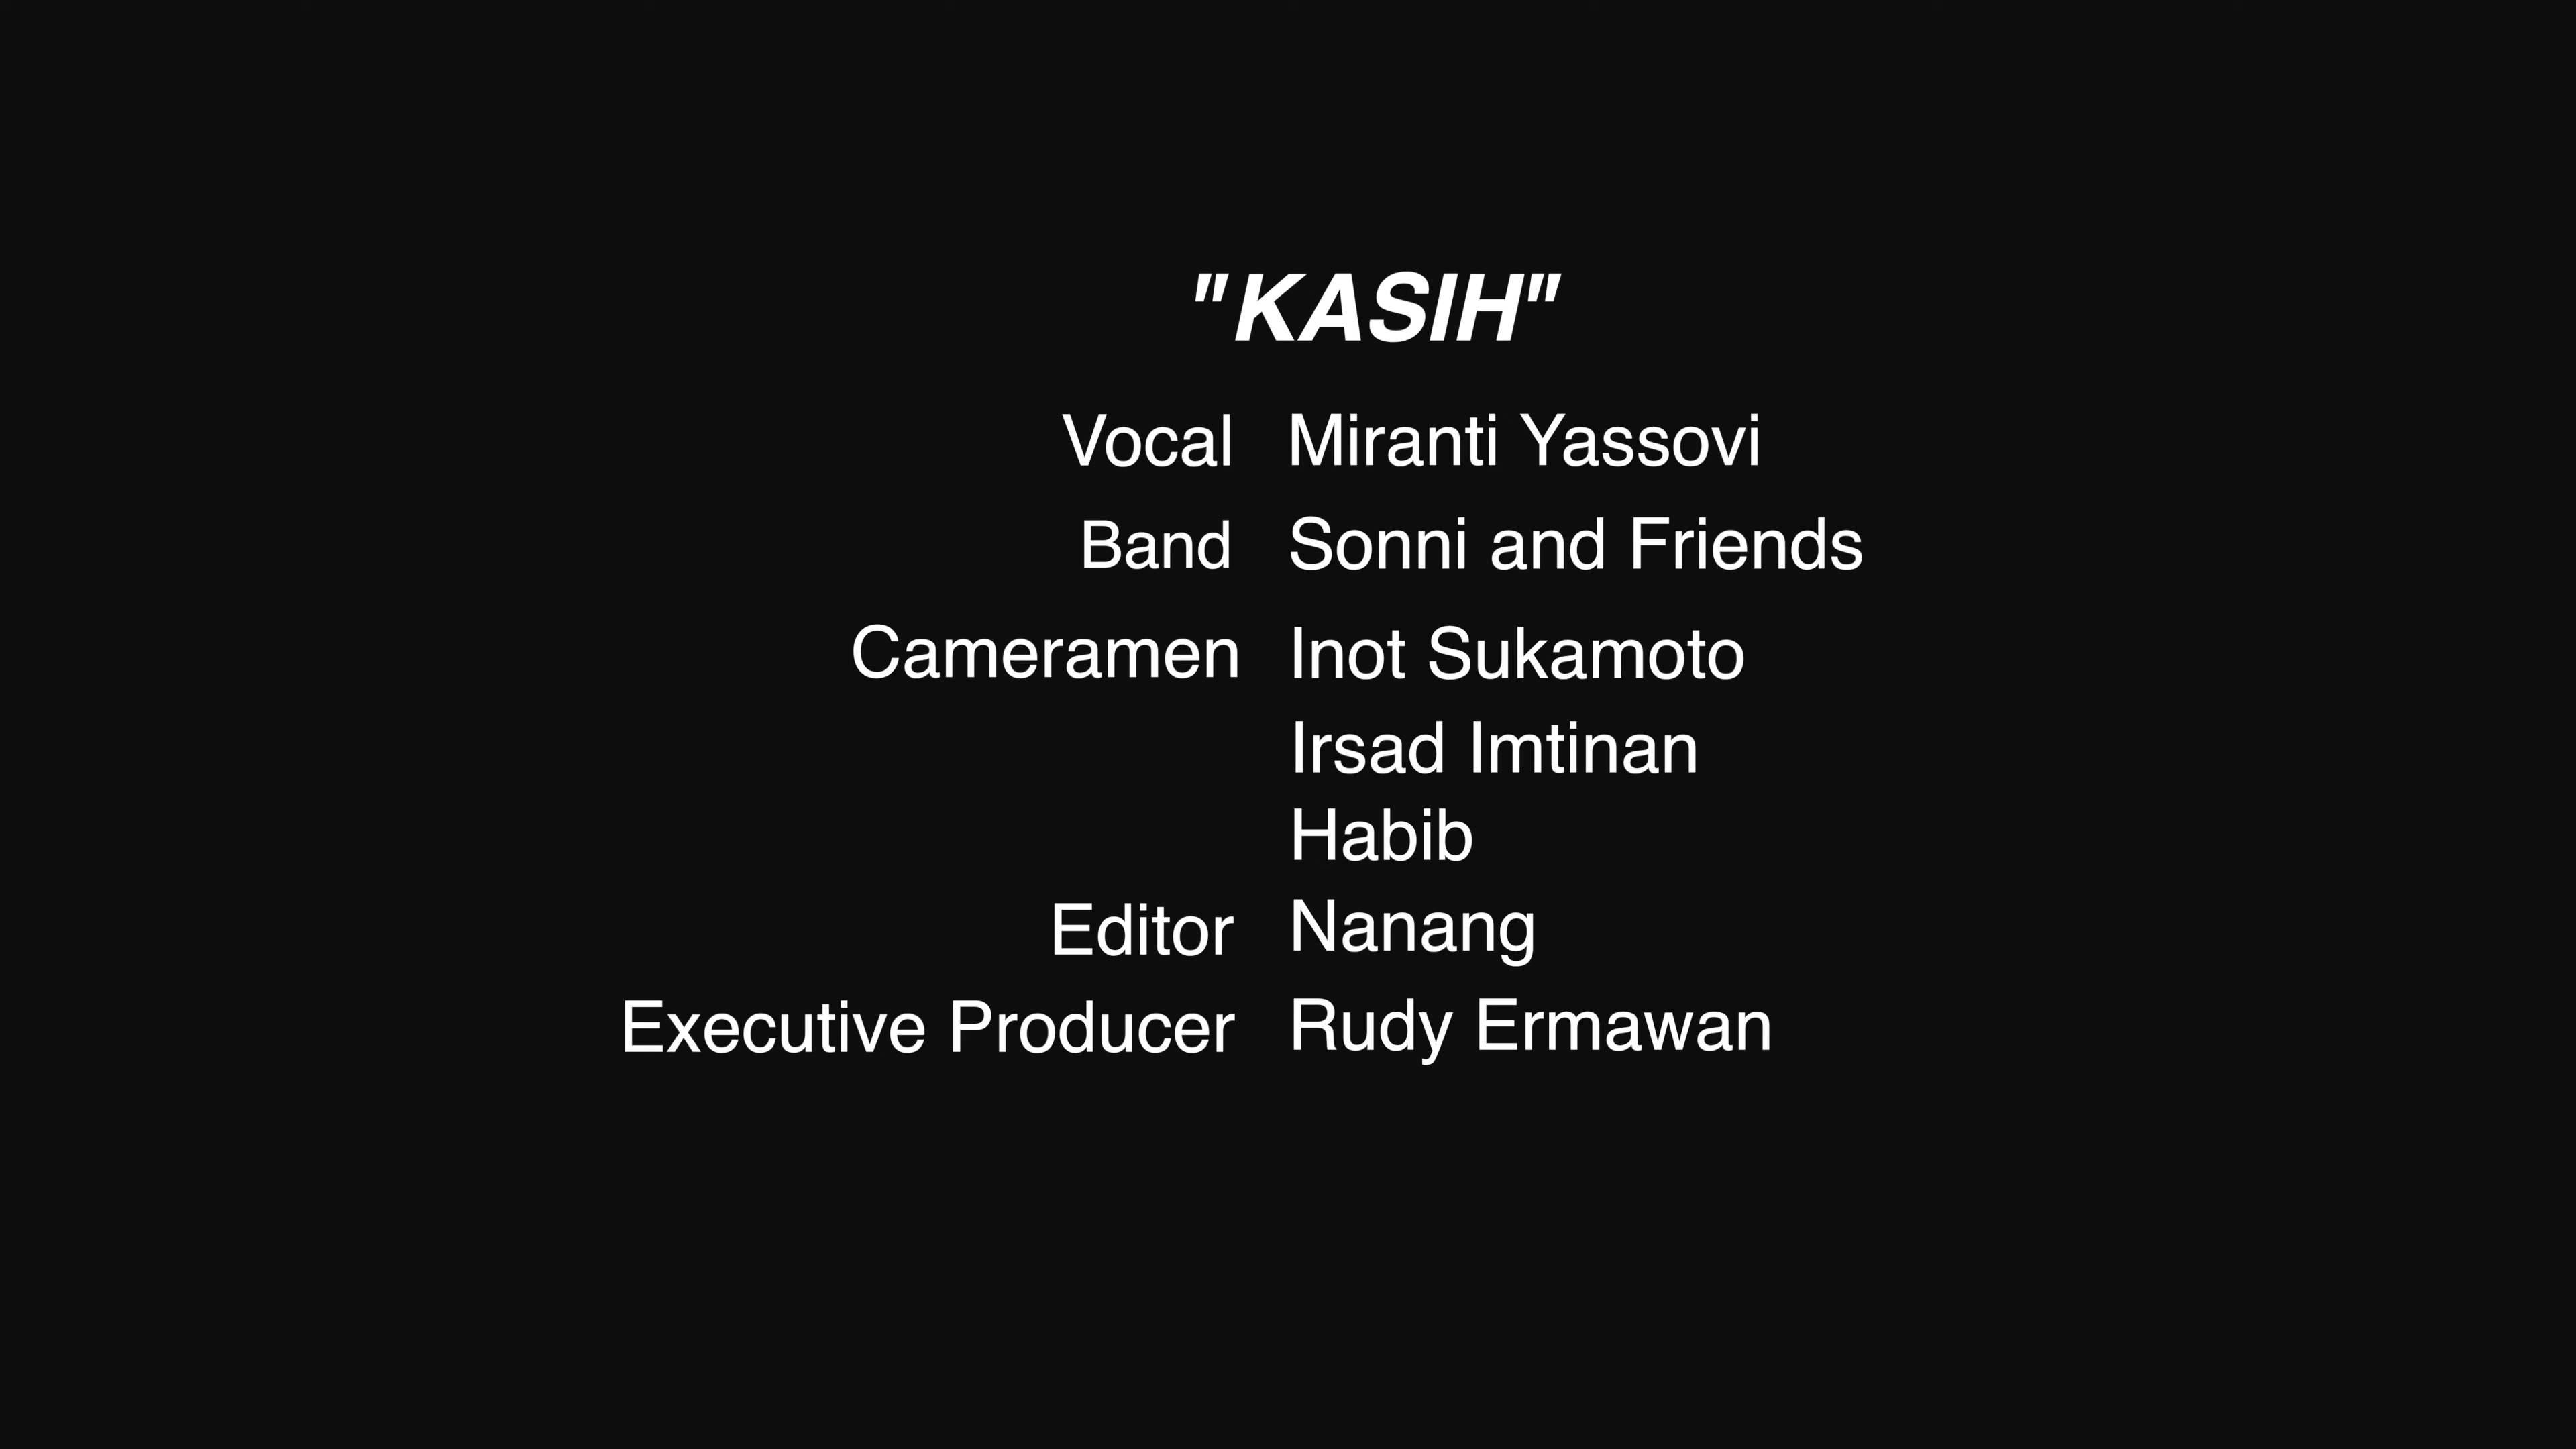 "KASIH"
Vocal Miranti Yassovi
Band Sonni and Friends
Cameramen Inot Sukamoto
Irsad Imtinan
Habib
Editor Nanang
Executive Producer Rudy Ermawan